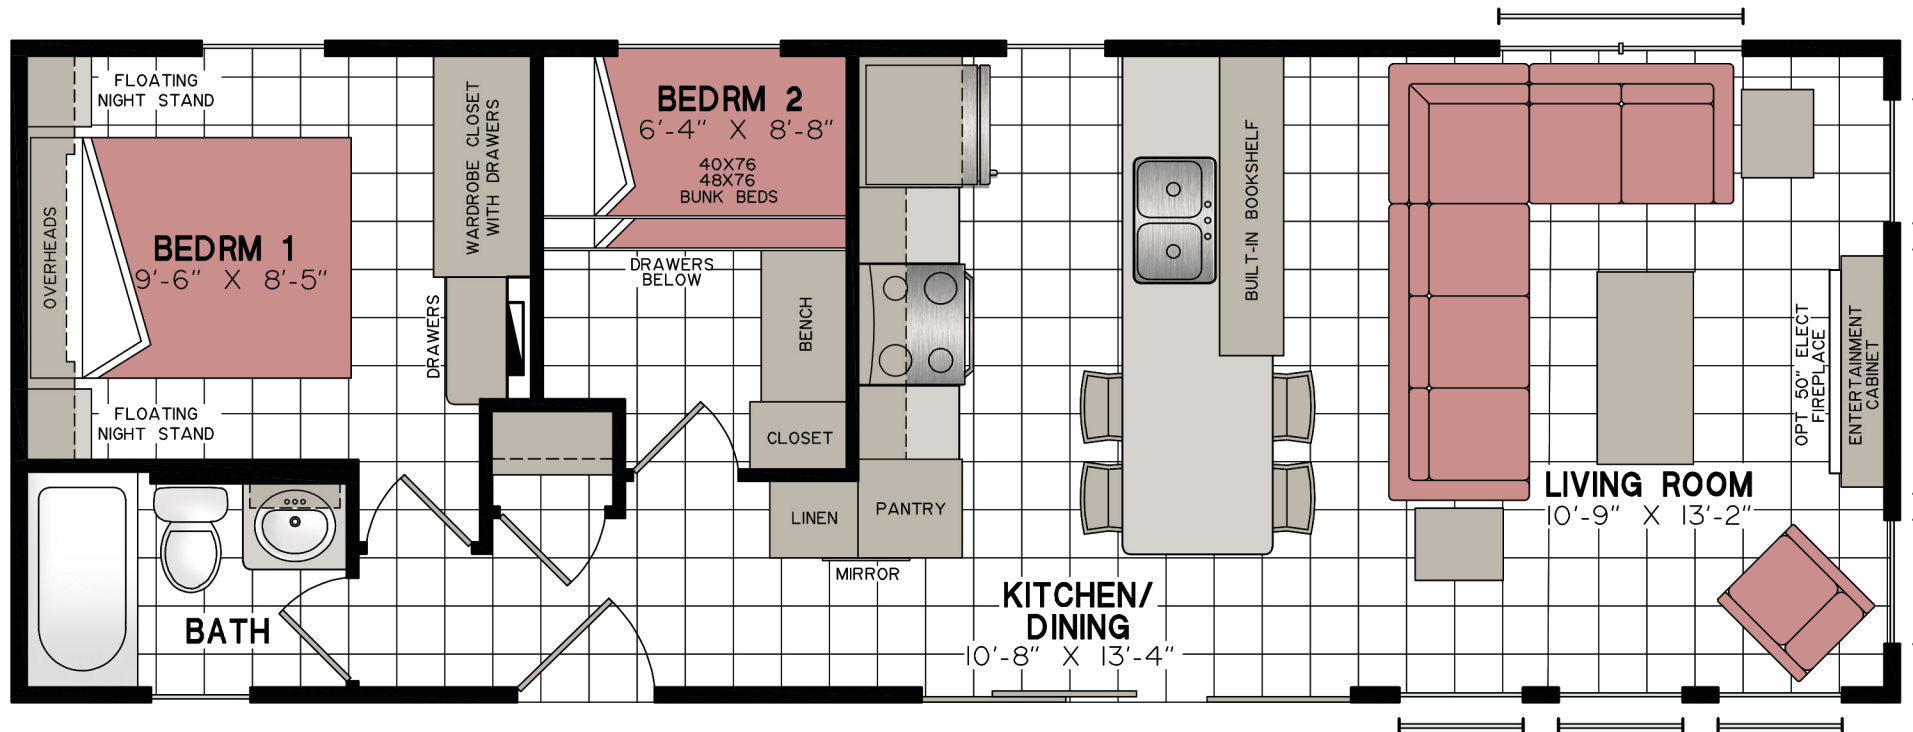 FLOATING
NIGHT STAND
OVERHEADS
BEDRM 1
9'-6" X 8'-5"
FLOATING
NIGHT STAND
WARDROBE CLOSET
WITH DRAWERS
DRAWERS
BEDRM 2
6'-4" X 8'-8"
40X76
48X76
BUNK BEDS
DRAWERS
BELOW
BENCH
CLOSET
LINEN
PANTRY
MIRROR
BATH
BUILT-IN BOOKSHELF
KITCHEN/
DINING
10'-8" X 13'-4"
LIVING ROOM
10'-9" X 13'-2"
OPT 50" ELECT
FIREPLACE
ENTERTAINMENT
CABINET